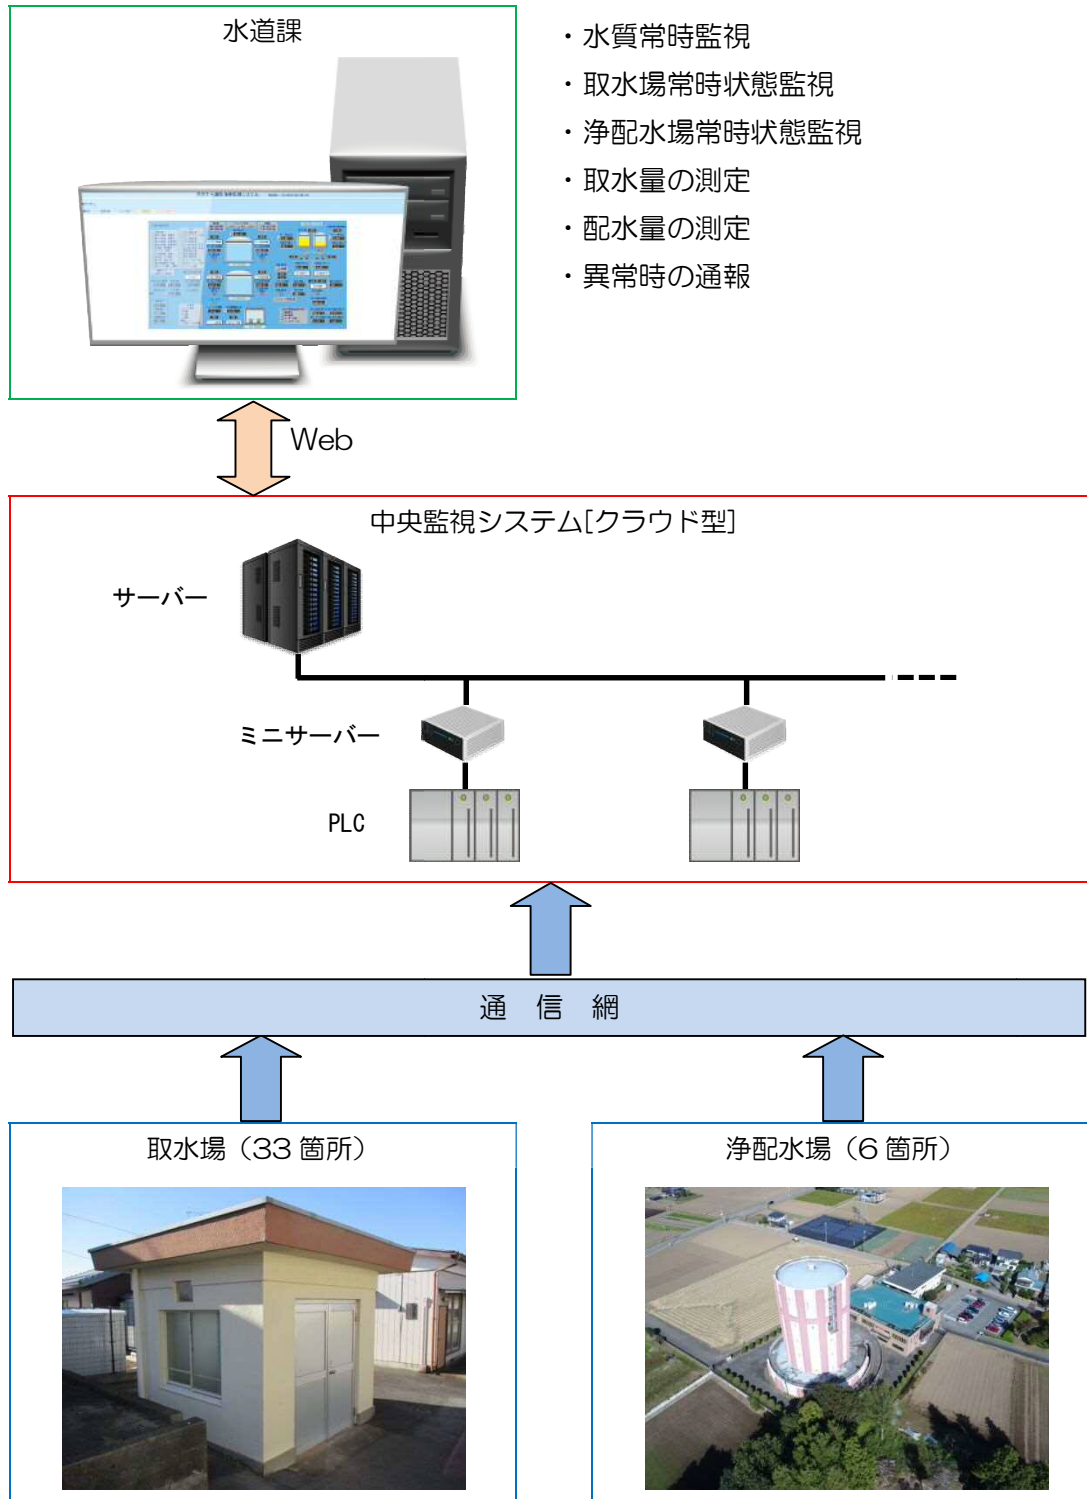 水道課
・水質常時監視
・取水場常時状態監視
・浄配水場常時状態監視
・取水量の測定
・配水量の測定
・異常時の通報
Web
中央監視システム[クラウド型]
サーバー
ミニサーバー
PLC
通 信 網
取水場（33 箇所）
浄配水場（6 箇所）